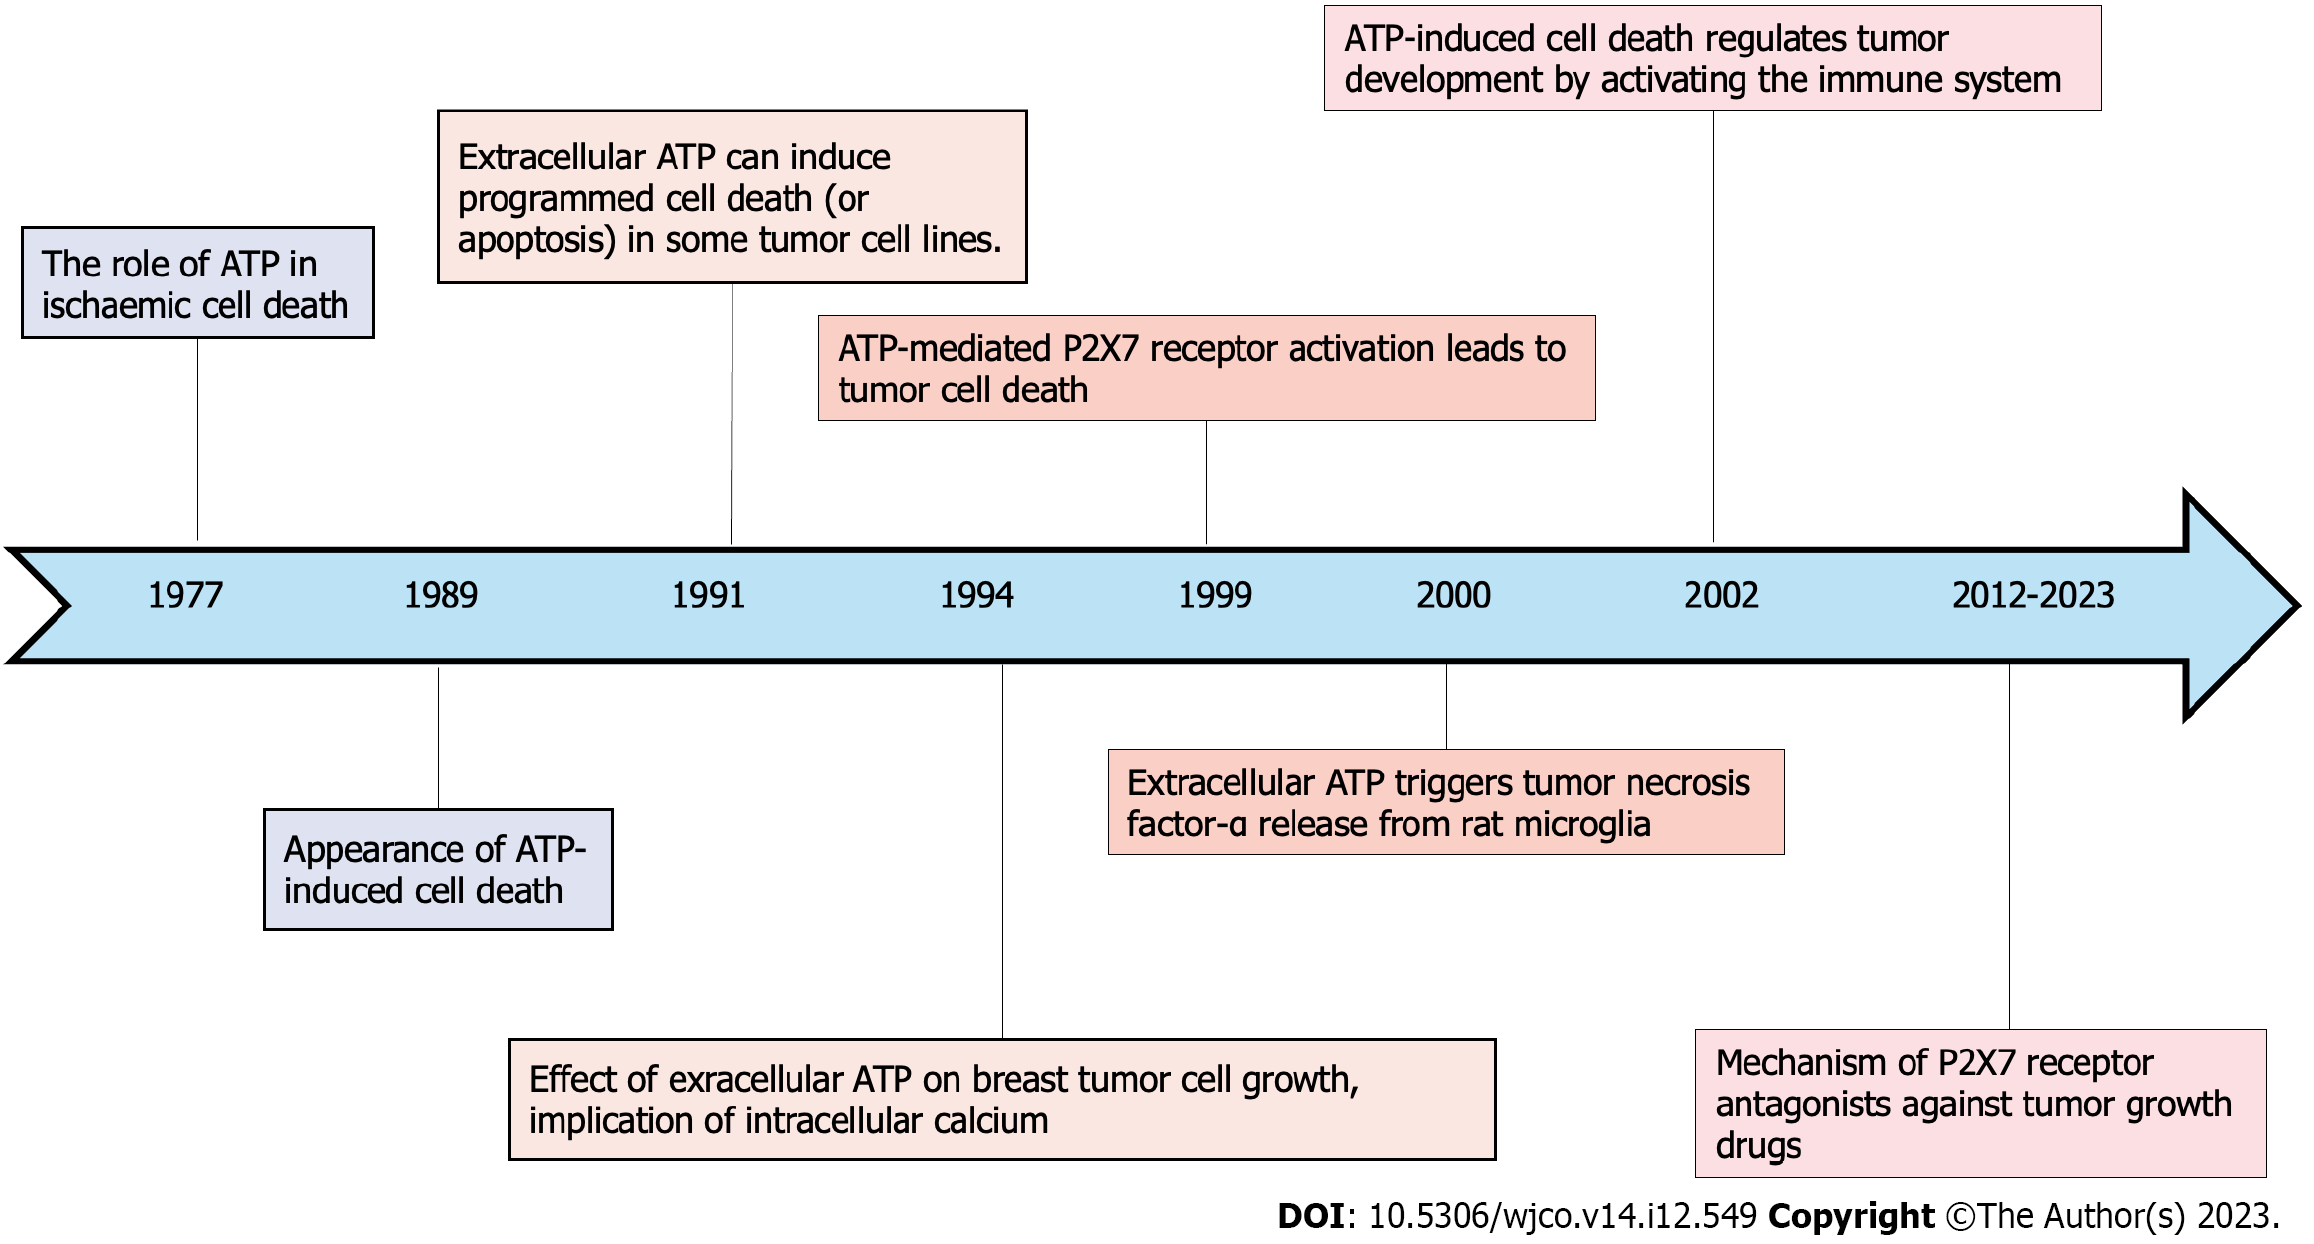 ATP-induced cell death regulates tumor
development by activating the immune system
Extracellular ATP can induce
programmed cell death (or
apoptosis) in some tumor cell lines.
The role of ATP in
ischaemic cell death
ATP-mediated P2X7 receptor activation leads to
tumor cell death
1977 1989 1991 1994 1999 2000 2002 2012-2023
Extracellular ATP triggers tumor necrosis
factor-α release from rat microglia
Appearance of ATP-
induced cell death
Effect of exracellular ATP on breast tumor cell growth,
implication of intracellular calcium
Mechanism of P2X7 receptor
antagonists against tumor growth
drugs
DOI: 10.5306/wjco.v14.i12.549 Copyright ©The Author(s) 2023.